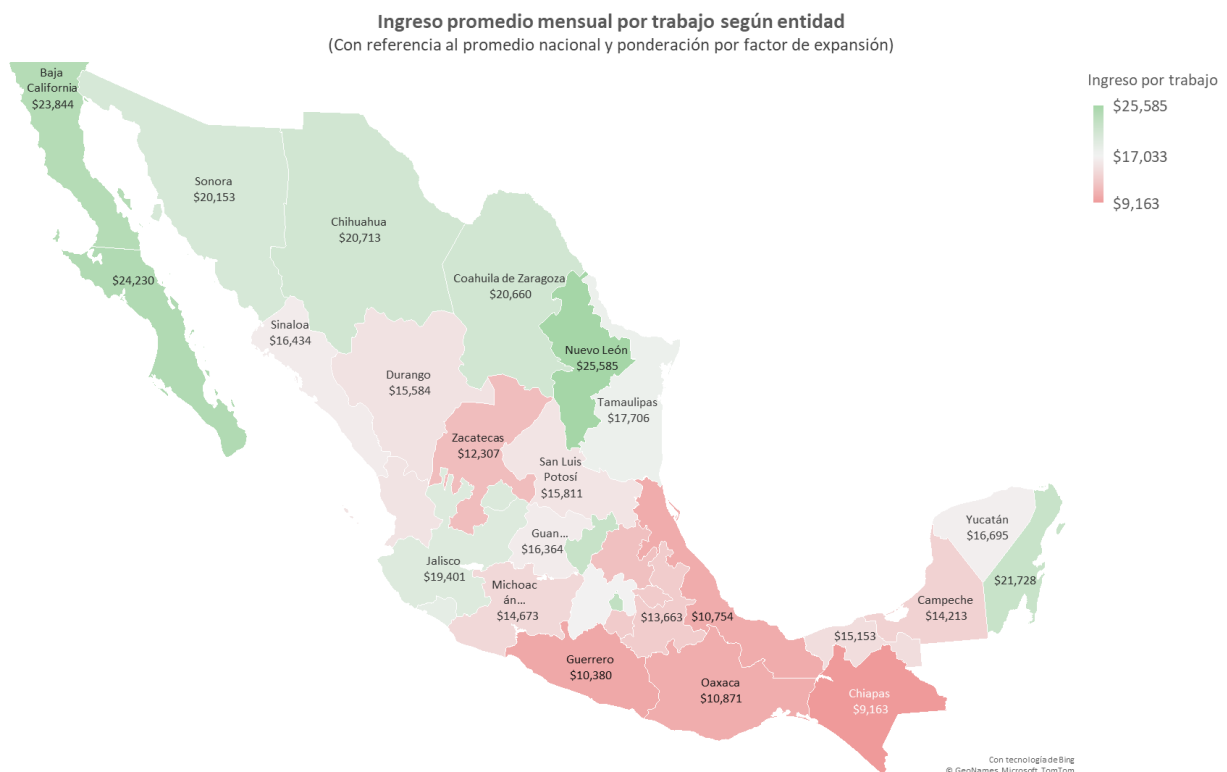 Ingreso promedio mensual por trabajo según entidad
(Con referencia al promedio nacional y ponderación por factor de expansión)
Ingreso por trabajo
$25,585
$17,033
$9,163
Baja
California
$23,844
Sonora
$20,153
Chihuahua
$20,713
Coahuila de Zaragoza
$20,660
$24,230
Sinaloa
$16,434
Nuevo León
$25,585
Durango
$15,584
Tamaulipas
$17,706
Zacatecas
$12,307
San Luis
Potosí
$15,811
Guan...
$16,364
Yucatán
$16,695
Jalisco
$19,401
$21,728
Michoac
án...
$14,673
Campeche
$14,213
$13,663
$10,754
$15,153
Guerrero
$10,380
Oaxaca
$10,871
Chiapas
$9,163
Con tecnología de Bing
© GeoNames, Microsoft, TomTom